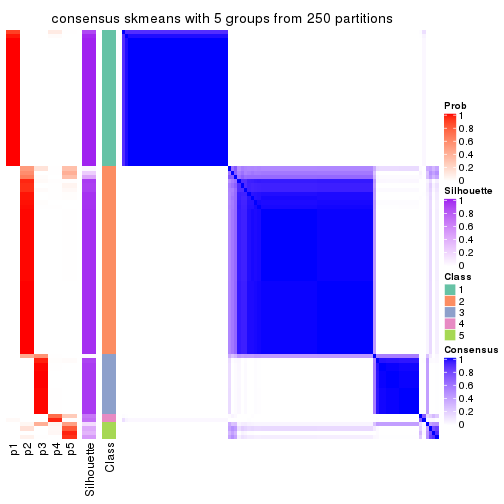 consensus skmeans with 5 groups from 250 partitions
Prob
1
0.8
0.6
0.4
0.2
0
Silhouette
1
0.8
0.6
0.4
0.2
0
Class
1
2
3
4
5
Consensus
1
0.8
0.6
0.4
0.2
0
p1
p2
p3
p4
p5
Silhouette
Class